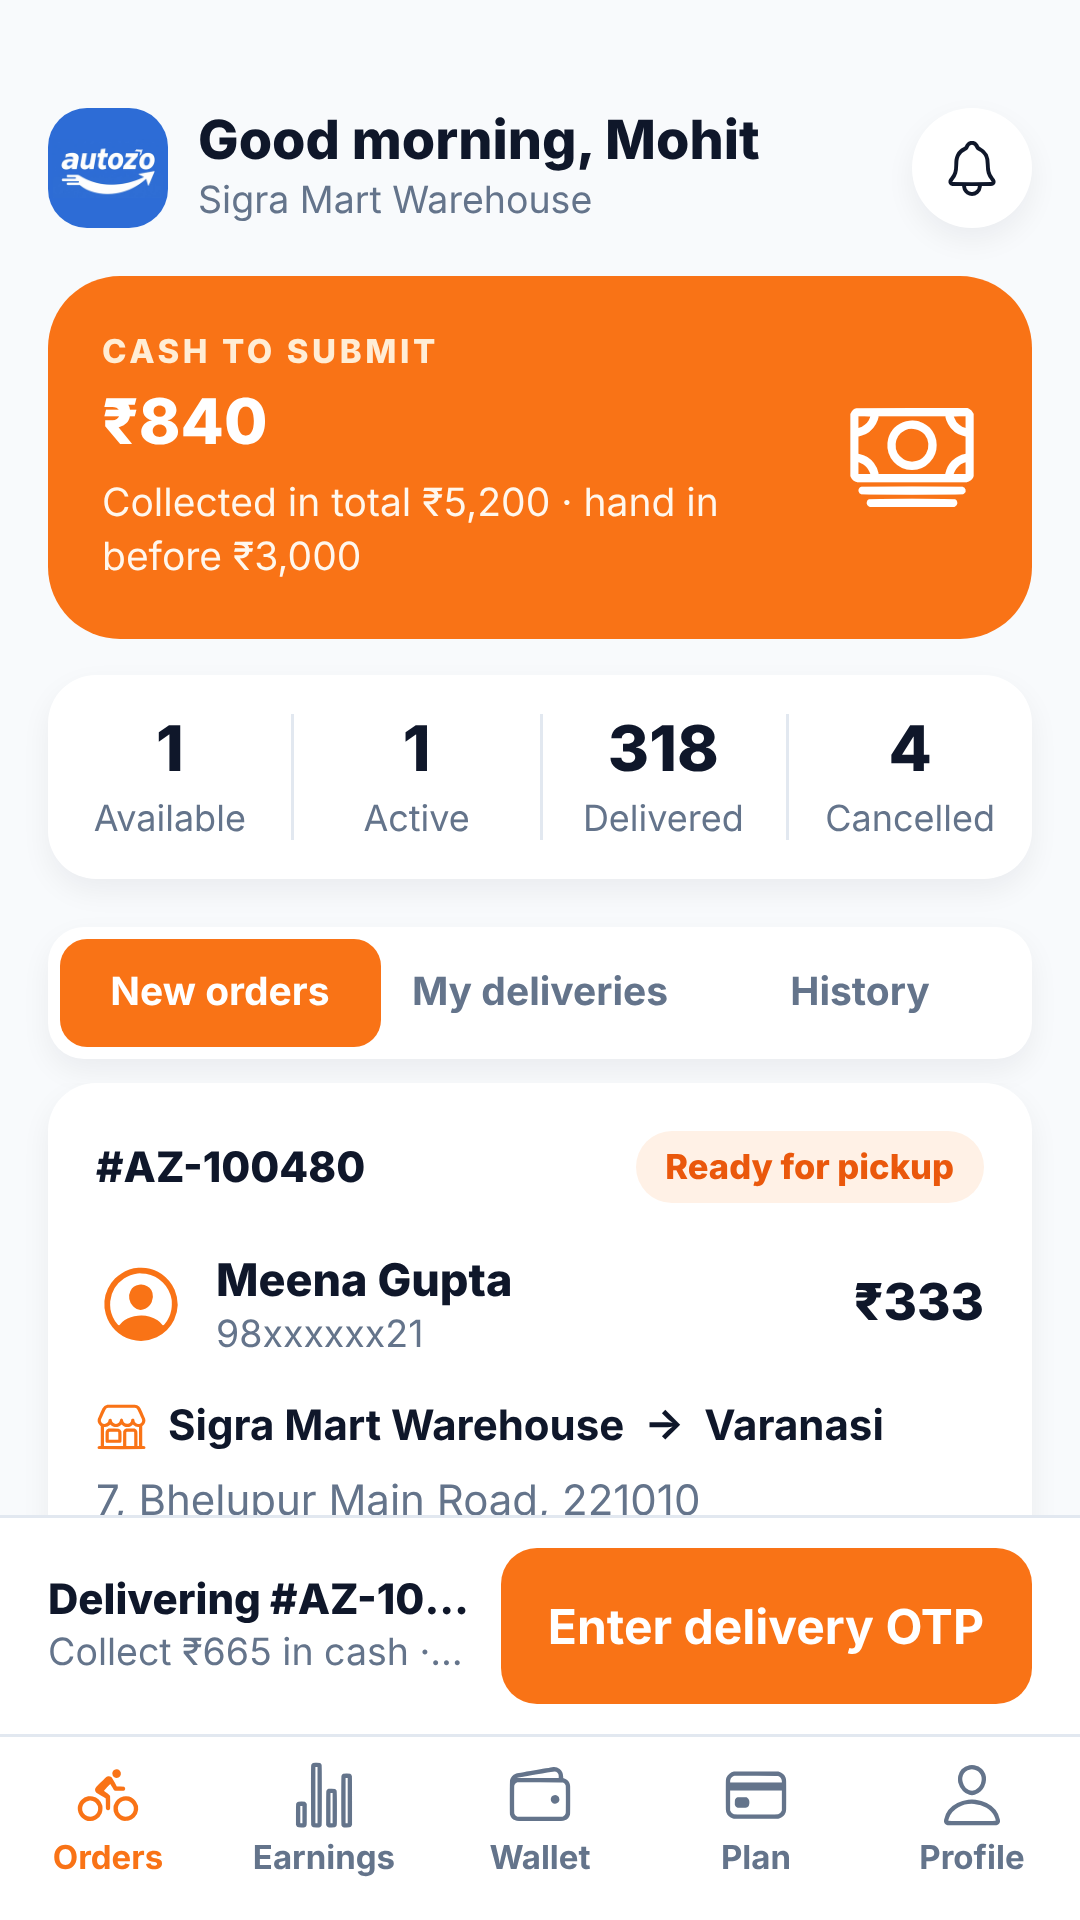 autozo
Good morning, Mohit
Sigra Mart Warehouse
CASH TO SUBMIT
₹840
Collected in total ₹5,200 · hand in
before ₹3,000
1
Available
1
Active
318
Delivered
4
Cancelled
New orders
My deliveries
History
#AZ-100480
Ready for pickup
Meena Gupta
98xxxxxx21
₹333
Sigra Mart Warehouse → Varanasi
7, Bhelupur Main Road, 221010
Delivering #AZ-10...
Collect ₹665 in cash ·...
Enter delivery OTP
Orders
Earnings
Wallet
Plan
Profile